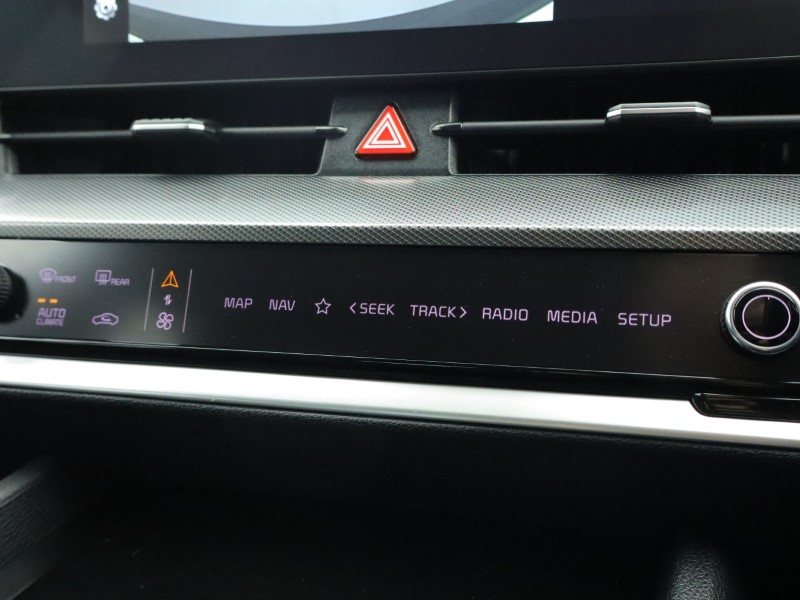 FRONT REAR
AUTO
CLIMATE
MAP NAV < SEEK TRACK > RADIO MEDIA SETUP